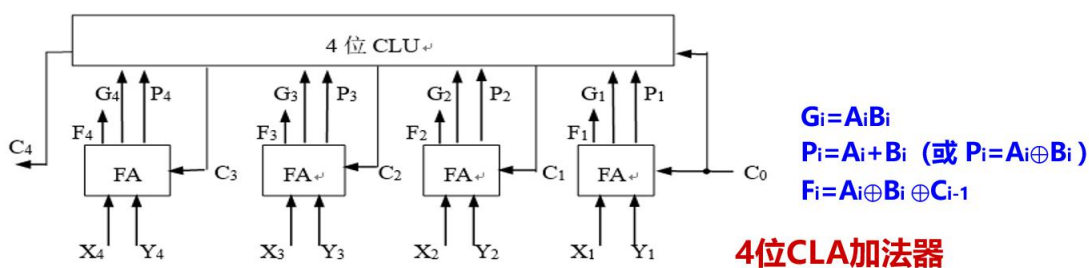 4 位 CLU↵
G₄ P₄ G₃ P₃ G₂ P₂ G₁ P₁
F₄ F₃ F₂ F₁
C₄ FA C₃ FA↵ C₂ FA↵ C₁ FA↵ C₀
X₄ Y₄ X₃ Y₃ X₂ Y₂ X₁ Y₁
Gi=AiBi
Pi=Ai+Bi (或 Pi=Ai⊕Bi )
Fi=Ai⊕Bi ⊕Ci-1
4位CLA加法器